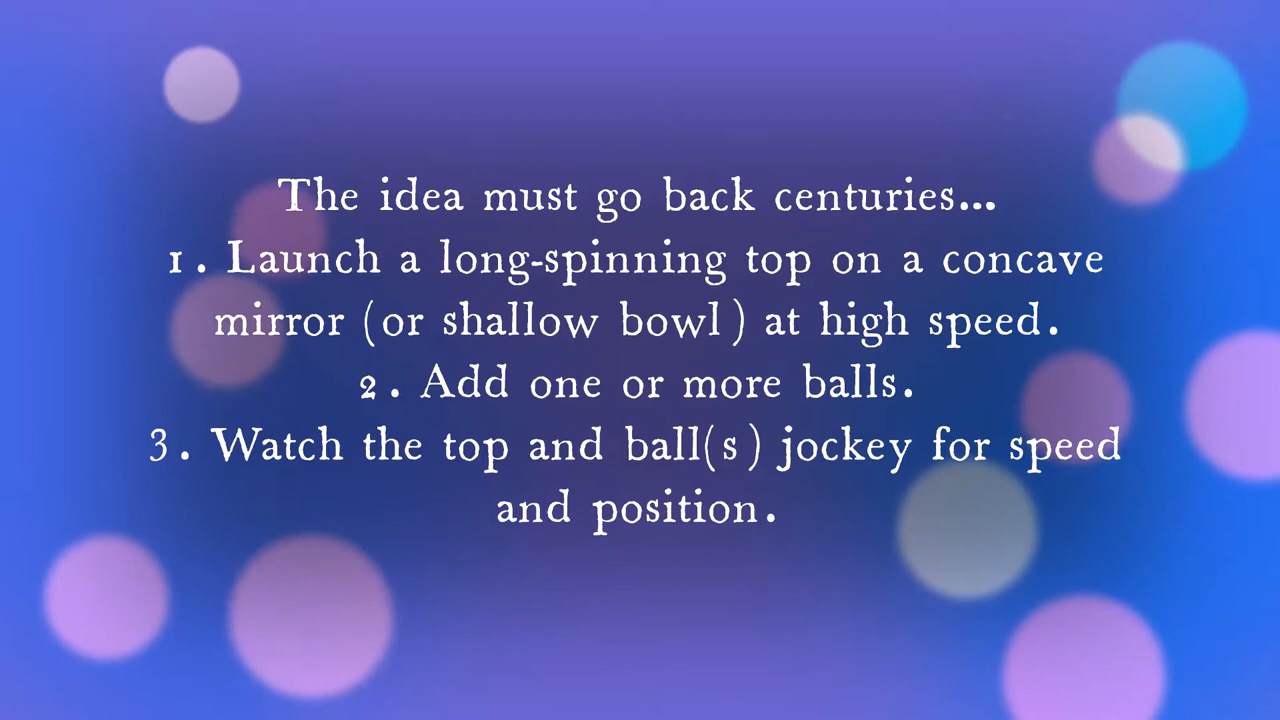 The idea must go back centuries...
1. Launch a long-spinning top on a concave
mirror (or shallow bowl) at high speed.
2. Add one or more balls.
3. Watch the top and ball(s) jockey for speed
and position.